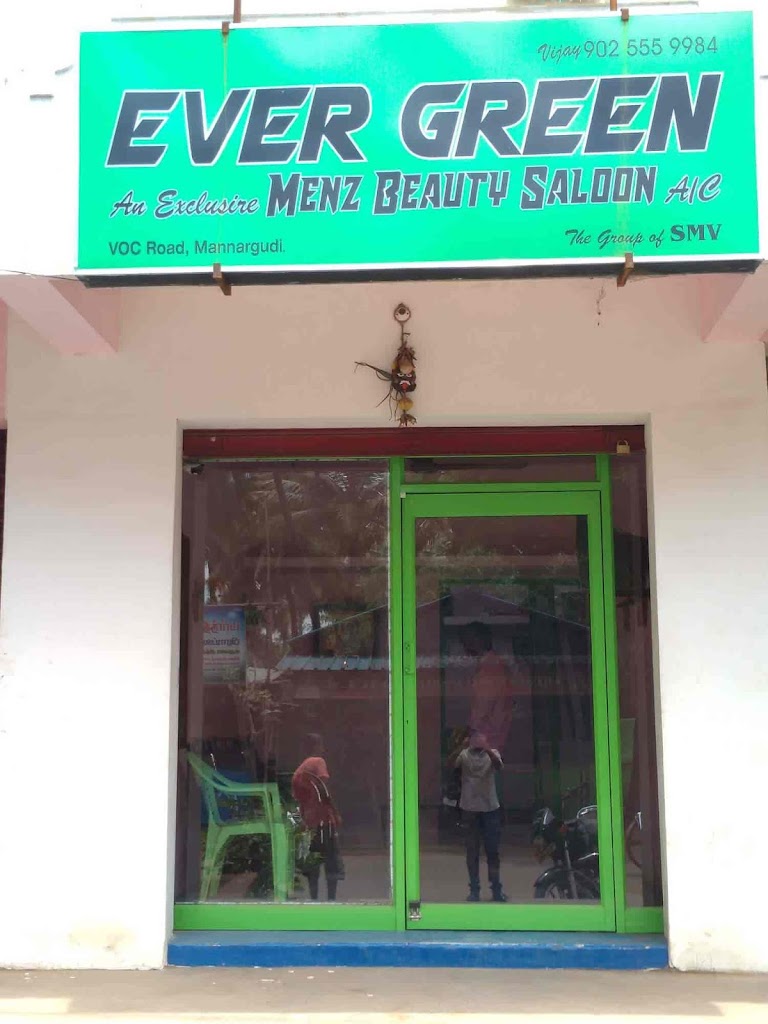 Vijay 902 555 9984
EVER GREEN
An Exclusire MENZ BEAUTY SALOON A/C
VOC Road, Mannargudi.
The Group of SMV